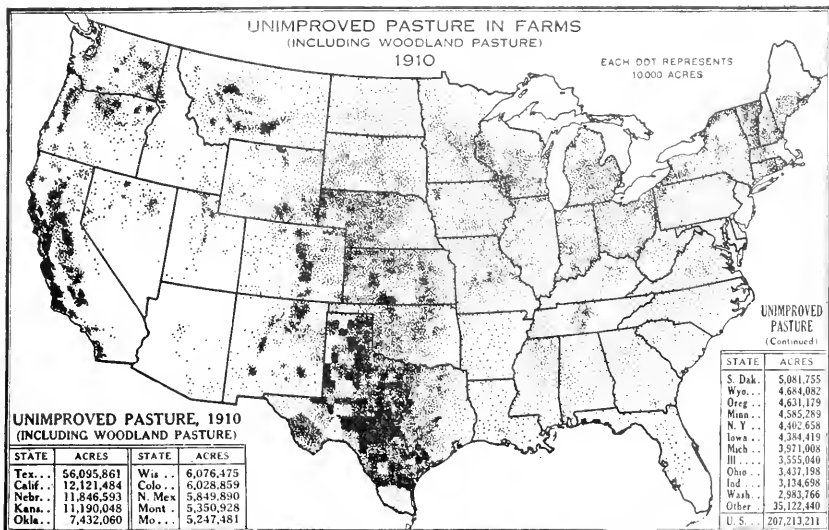 UNIMPROVED PASTURE IN FARMS
(INCLUDING WOODLAND PASTURE)
1910
EACH DOT REPRESENTS
10,000 ACRES
UNIMPROVED PASTURE, 1910
(INCLUDING WOODLAND PASTURE)
STATE ACRES STATE ACRES
Tex... 56,095,861 Wis .. 6,076,475
Calif.. 12,121,484 Colo.. 6,028,859
Nebr.. 11,846,593 N. Mex 5,849,890
Kans.. 11,190,048 Mont . 5,350,928
Okla.. 7,432,060 Mo... 5,247,481
UNIMPROVED
PASTURE
(Continued)
STATE ACRES
S. Dak. 5,081,755
Wyo... 4,684,082
Oreg .. 4,631,179
Minn.. 4,585,289
N. Y .. 4,402,658
Iowa .. 4,384,419
Mich .. 3,971,008
Ill .... 3,555,040
Ohio.. 3,437,198
Ind ... 3,134,698
Wash. 2,983,766
Other . 35,122,440
U. S... 207,213,211